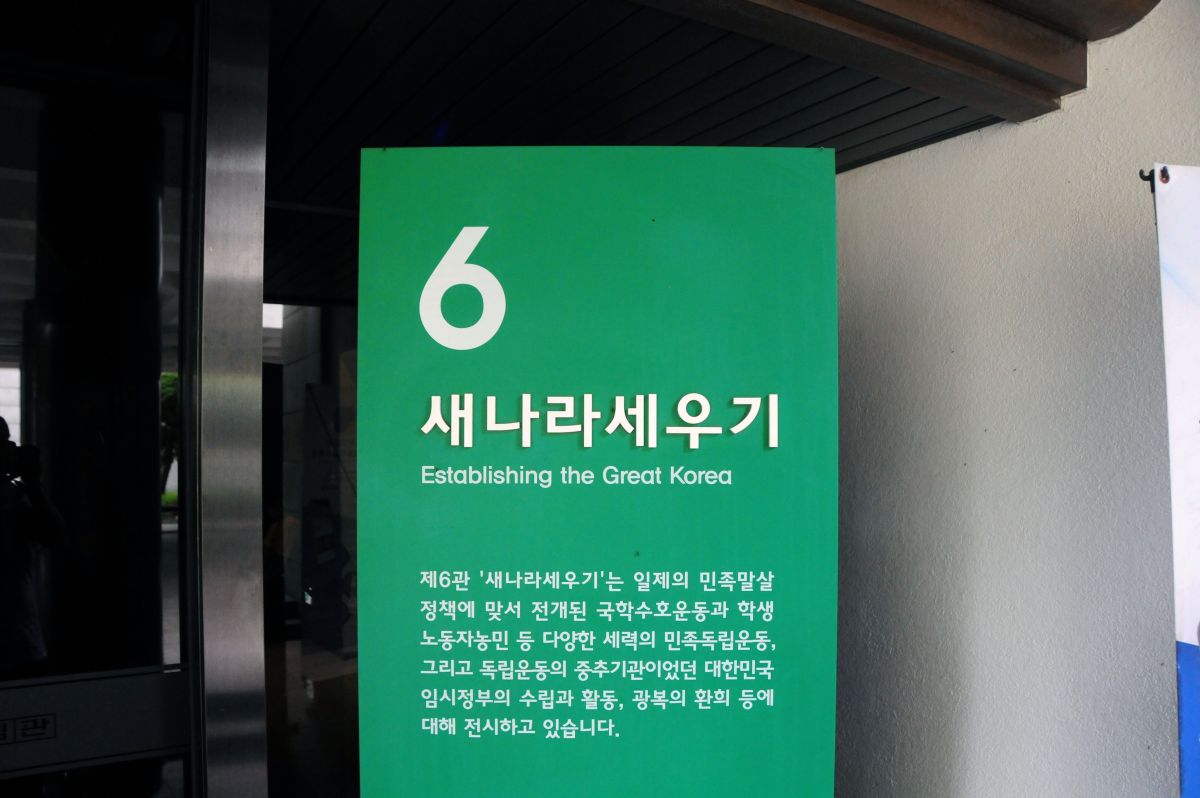 6
새나라세우기
Establishing the Great Korea
제6관 '새나라세우기'는 일제의 민족말살
정책에 맞서 전개된 국학수호운동과 학생
노동자농민 등 다양한 세력의 민족독립운동,
그리고 독립운동의 중추기관이었던 대한민국
임시정부의 수립과 활동, 광복의 환희 등에
대해 전시하고 있습니다.
관